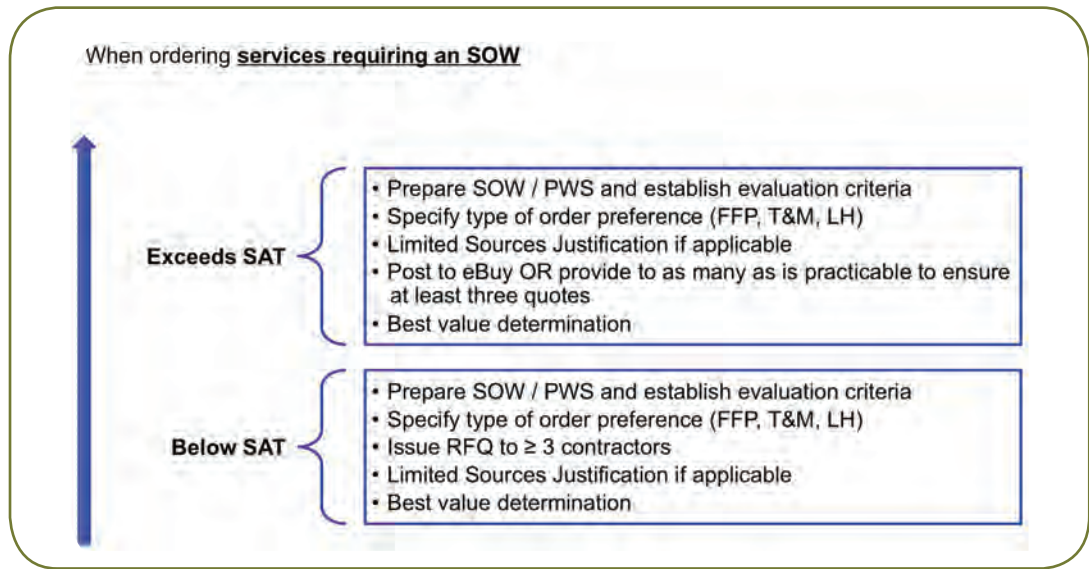 When ordering services requiring an SOW
Exceeds SAT
• Prepare SOW / PWS and establish evaluation criteria
• Specify type of order preference (FFP, T&M, LH)
• Limited Sources Justification if applicable
• Post to eBuy OR provide to as many as is practicable to ensure
at least three quotes
• Best value determination
Below SAT
• Prepare SOW / PWS and establish evaluation criteria
• Specify type of order preference (FFP, T&M, LH)
• Issue RFQ to ≥ 3 contractors
• Limited Sources Justification if applicable
• Best value determination